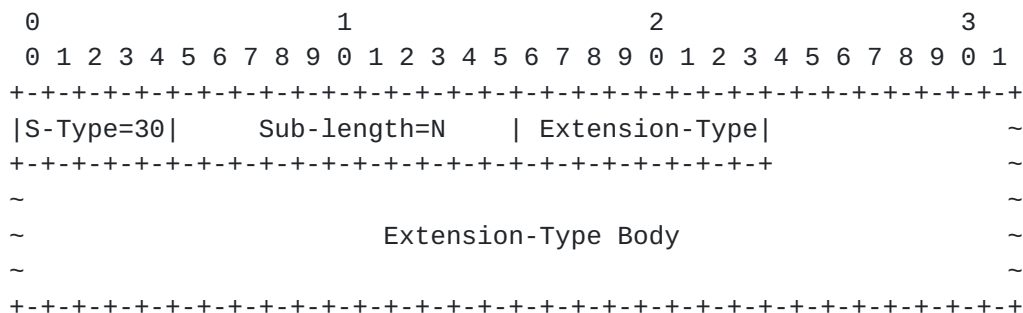 0                   1                   2                   3
 0 1 2 3 4 5 6 7 8 9 0 1 2 3 4 5 6 7 8 9 0 1 2 3 4 5 6 7 8 9 0 1
+-+-+-+-+-+-+-+-+-+-+-+-+-+-+-+-+-+-+-+-+-+-+-+-+-+-+-+-+-+-+-+-+
|S-Type=30|     Sub-length=N    | Extension-Type|               ~
+-+-+-+-+-+-+-+-+-+-+-+-+-+-+-+-+-+-+-+-+-+-+-+-+               ~
~                                                               ~
~                       Extension-Type Body                     ~
~                                                               ~
+-+-+-+-+-+-+-+-+-+-+-+-+-+-+-+-+-+-+-+-+-+-+-+-+-+-+-+-+-+-+-+-+